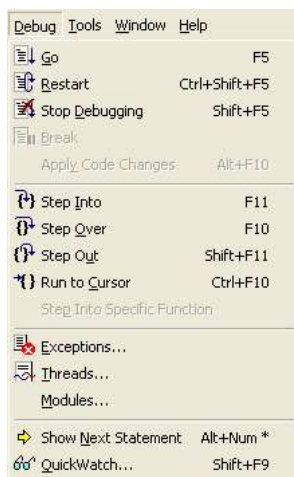 Debug Tools Window Help
Go F5
Restart Ctrl+Shift+F5
Stop Debugging Shift+F5
Break
Apply Code Changes Alt+F10
Step Into F11
Step Over F10
Step Out Shift+F11
Run to Cursor Ctrl+F10
Step Into Specific Function
Exceptions...
Threads...
Modules...
Show Next Statement Alt+Num *
QuickWatch... Shift+F9